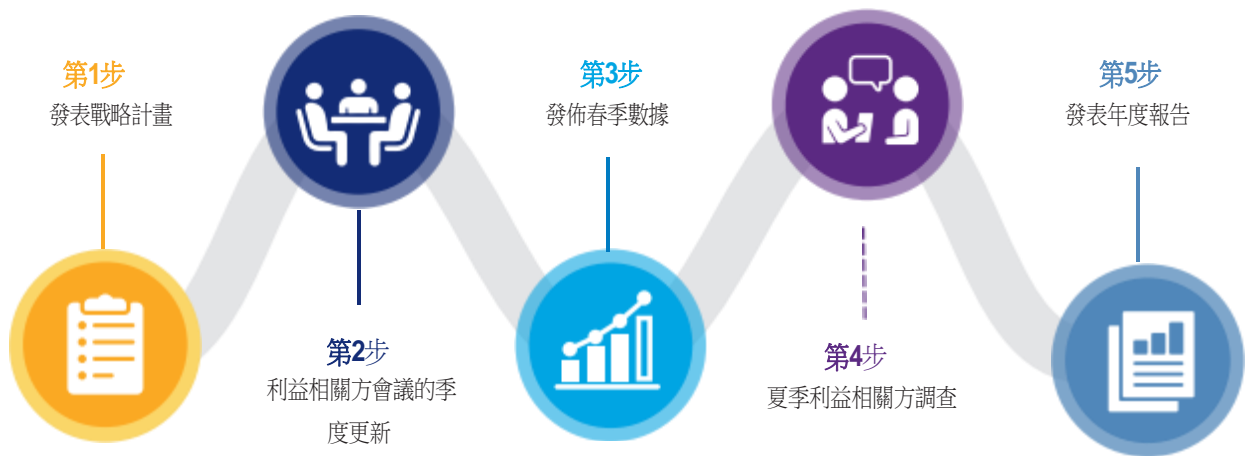 第1步
發表戰略計畫
第2步
利益相關方會議的季
度更新
第3步
發佈春季數據
第4步
夏季利益相關方調查
第5步
發表年度報告